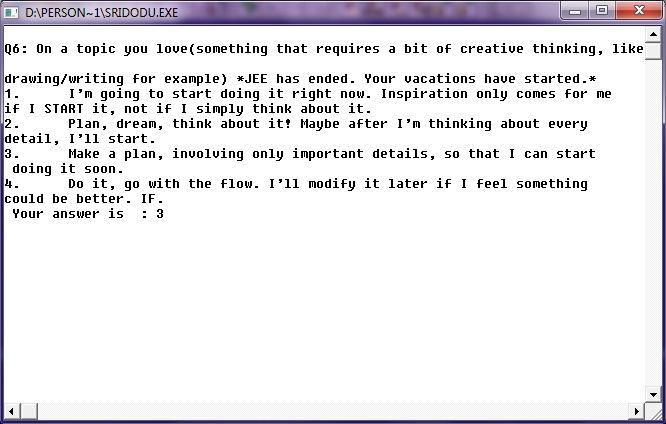 D:\PERSON~1\SRIDODU.EXE
Q6: On a topic you love(something that requires a bit of creative thinking, like
drawing/writing for example) *JEE has ended. Your vacations have started.*
1. I'm going to start doing it right now. Inspiration only comes for me
if I START it, not if I simply think about it.
2. Plan, dream, think about it! Maybe after I'm thinking about every
detail, I'll start.
3. Make a plan, involving only important details, so that I can start
doing it soon.
4. Do it, go with the flow. I'll modify it later if I feel something
could be better. IF.
Your answer is : 3